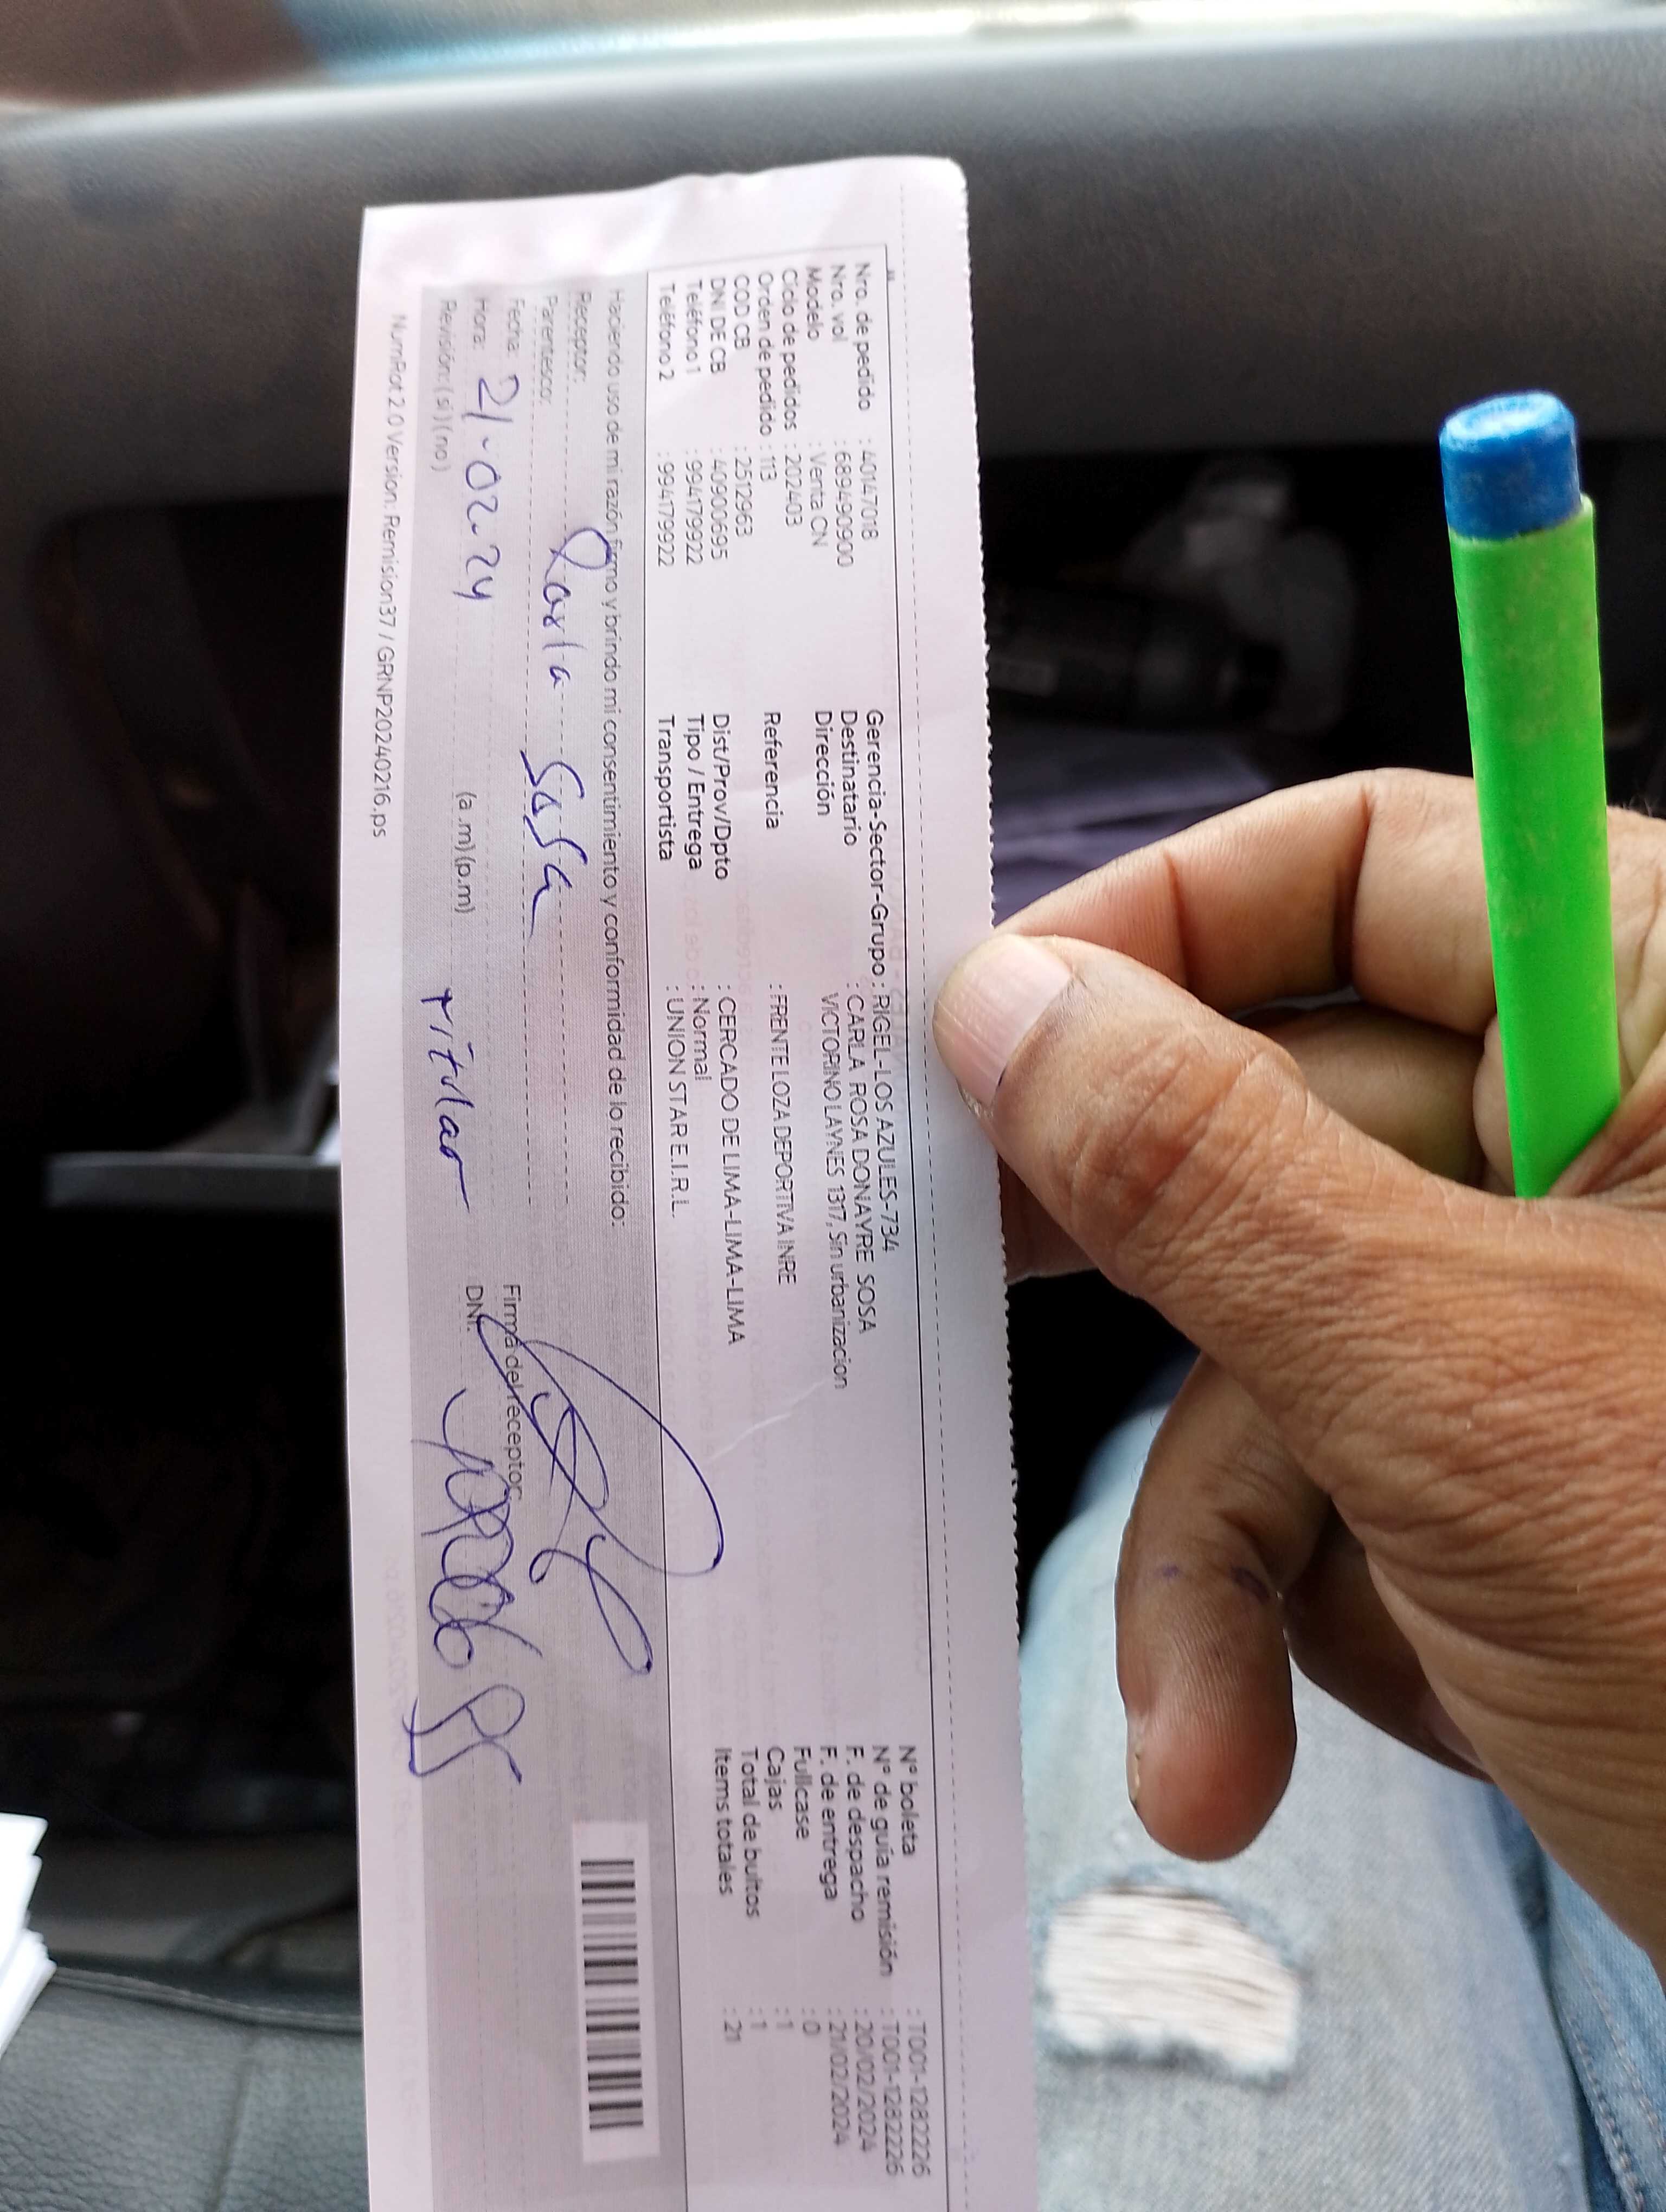 Nro. de pedido : 40147018
Nro. vol : 689490900
Modelo : Venta CN
Ciclo de pedidos : 202403
Orden de pedido : 113
COD CB : 2512963
DNI DE CB : 40900695
Teléfono 1 : 994179922
Teléfono 2 : 994179922
Gerencia-Sector-Grupo : RIGEL-LOS AZULES-734
Destinatario : CARLA ROSA DONAYRE SOSA
Dirección VICTORINO LAYNES 1317, Sin urbanizacion
Referencia : FRENTE LOZA DEPORTIVA INRE
Dist/Prov/Dpto : CERCADO DE LIMA-LIMA-LIMA
Tipo / Entrega : Normal
Transportista : UNION STAR E.I.R.L.
N° boleta : T001-1282226
N° de guía remisión : T001-1282226
F. de despacho : 20/02/2024
F. de entrega : 21/02/2024
Fullcase : 0
Cajas : 1
Total de bultos : 1
Items totales : 21
Haciendo uso de mi razón firmo y brindo mi consentimiento y conformidad de lo recibido:
Receptor: Carla Sosa
Parentesco: titular
Fecha: 21-02-24
Hora: (a.m) (p.m)
Revisión: (si) (no)
Firma del receptor:
DNI: 40900695
NumRot 2.0 Version: Remision37 / GRNP20240216.ps